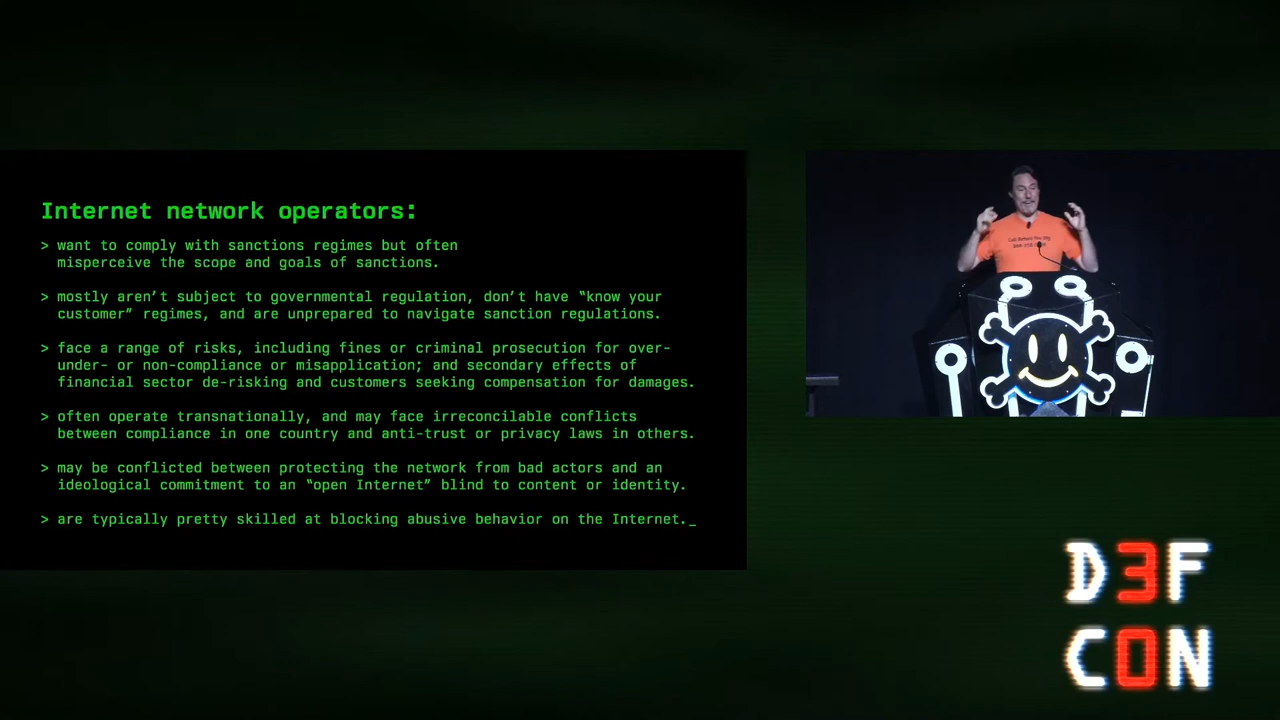 Internet network operators:
> want to comply with sanctions regimes but often
misperceive the scope and goals of sanctions.
> mostly aren't subject to governmental regulation, don't have “know your
customer” regimes, and are unprepared to navigate sanction regulations.
> face a range of risks, including fines or criminal prosecution for over-
under- or non-compliance or misapplication; and secondary effects of
financial sector de-risking and customers seeking compensation for damages.
> often operate transnationally, and may face irreconcilable conflicts
between compliance in one country and anti-trust or privacy laws in others.
> may be conflicted between protecting the network from bad actors and an
ideological commitment to an “open Internet” blind to content or identity.
> are typically pretty skilled at blocking abusive behavior on the Internet._
D3F
C0N